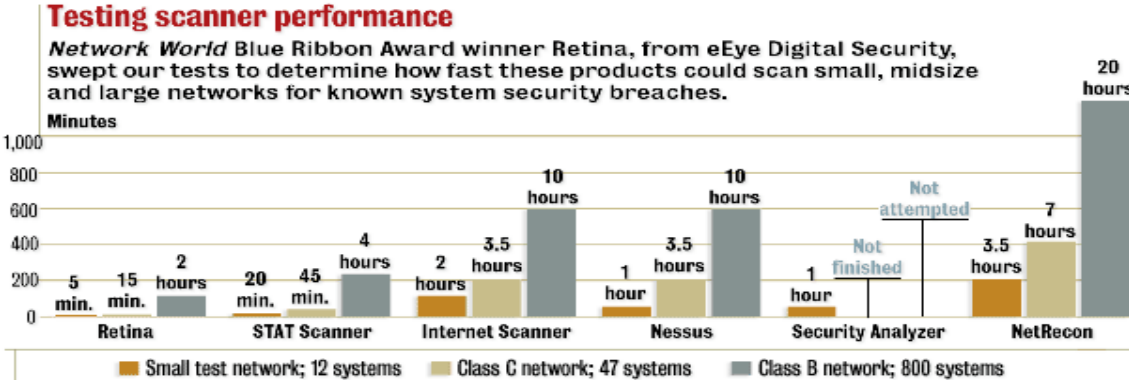 Testing scanner performance
Network World Blue Ribbon Award winner Retina, from eEye Digital Security,
swept our tests to determine how fast these products could scan small, midsize
and large networks for known system security breaches.
Minutes
1,000
800
600
400
200
0
5
min.
15
min.
2
hours
Retina
20
min.
45
min.
4
hours
STAT Scanner
2
hours
3.5
hours
10
hours
Internet Scanner
1
hour
3.5
hours
10
hours
Nessus
1
hour
Not
finished
Not
attempted
Security Analyzer
3.5
hours
7
hours
20
hours
NetRecon
Small test network; 12 systems
Class C network; 47 systems
Class B network; 800 systems